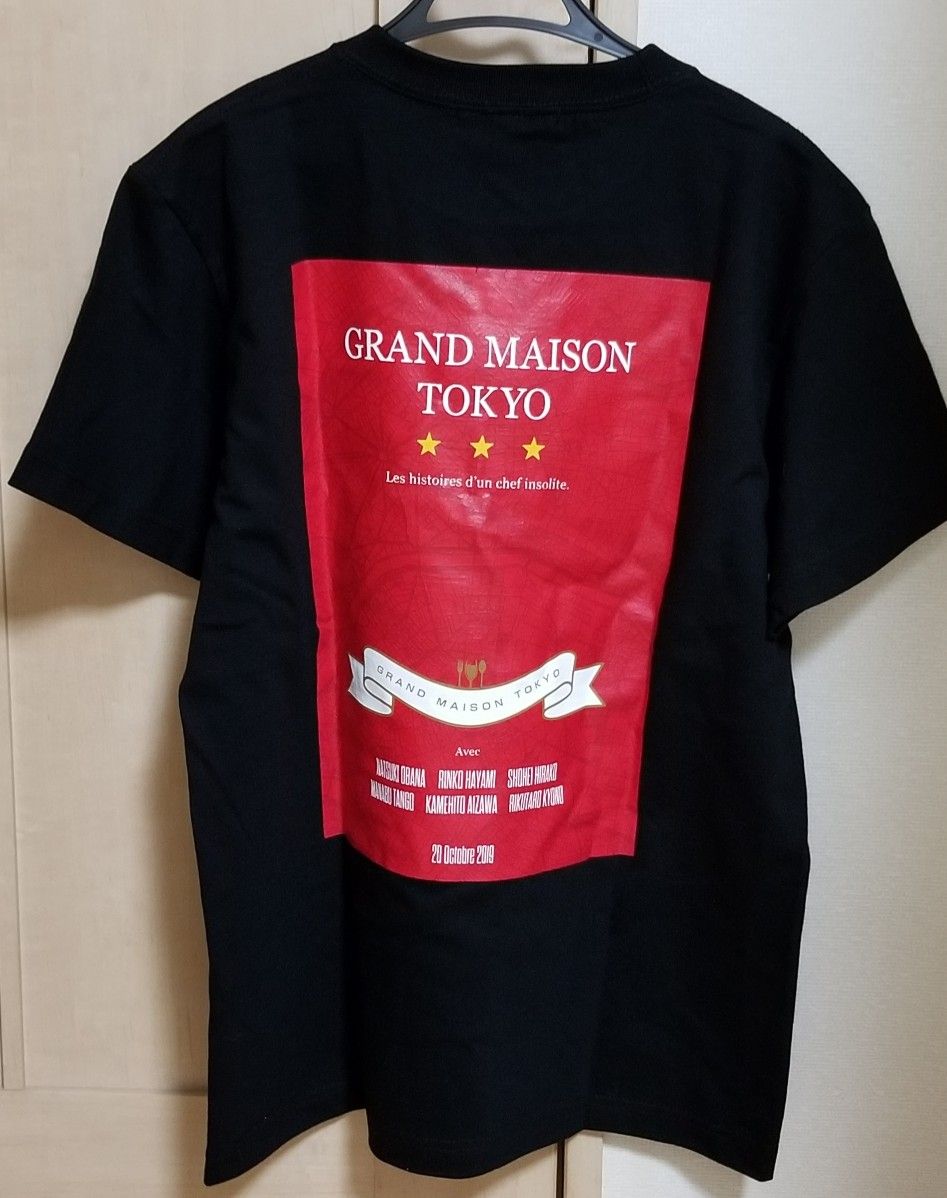 GRAND MAISON
TOKYO
Les histoires d'un chef insolite.
GRAND MAISON TOKYO
Avec
NATSUKI OBANA RINKO HAYAMI SHOHEI HIRAKO
MANABU TANGO KAMEHITO AIZAWA RIKUTARO KYONO
20 Octobre 2019